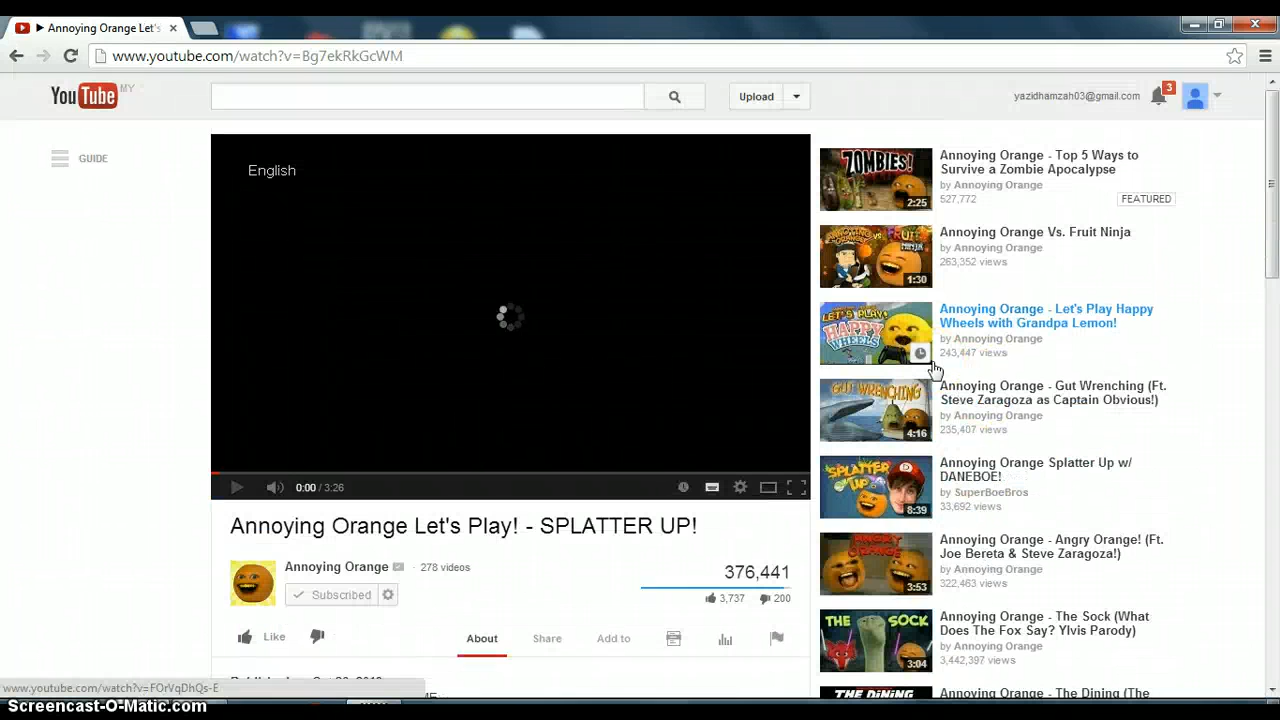 Annoying Orange Let's
www.youtube.com/watch?v=Bg7ekRkGcWM
YouTube MY
Upload
yazidhamzah03@gmail.com
3
GUIDE
English
0:00 / 3:26
Annoying Orange Let's Play! - SPLATTER UP!
Annoying Orange · 278 videos
Subscribed
376,441
3,737 200
Like
About Share Add to
ZOMBIES!
2:25
Annoying Orange - Top 5 Ways to
Survive a Zombie Apocalypse
by Annoying Orange
527,772
FEATURED
ANNOYING ORANGE VS. FRUIT NINJA
1:30
Annoying Orange Vs. Fruit Ninja
by Annoying Orange
263,352 views
LET'S PLAY!
HAPPY
WHEELS
Annoying Orange - Let's Play Happy
Wheels with Grandpa Lemon!
by Annoying Orange
243,447 views
GUT WRENCHING
4:16
Annoying Orange - Gut Wrenching (Ft.
Steve Zaragoza as Captain Obvious!)
by Annoying Orange
235,407 views
SPLATTER
UP
8:39
Annoying Orange Splatter Up w/
DANEBOE!
by SuperBoeBros
33,692 views
ANGRY
ORANGE
3:53
Annoying Orange - Angry Orange! (Ft.
Joe Bereta & Steve Zaragoza!)
by Annoying Orange
322,463 views
THE SOCK
3:04
Annoying Orange - The Sock (What
Does The Fox Say? Ylvis Parody)
by Annoying Orange
3,442,397 views
THE DINING
Annoying Orange - The Dining (The
www.youtube.com/watch?v=FOrVqDhQs-E
Screencast-O-Matic.com